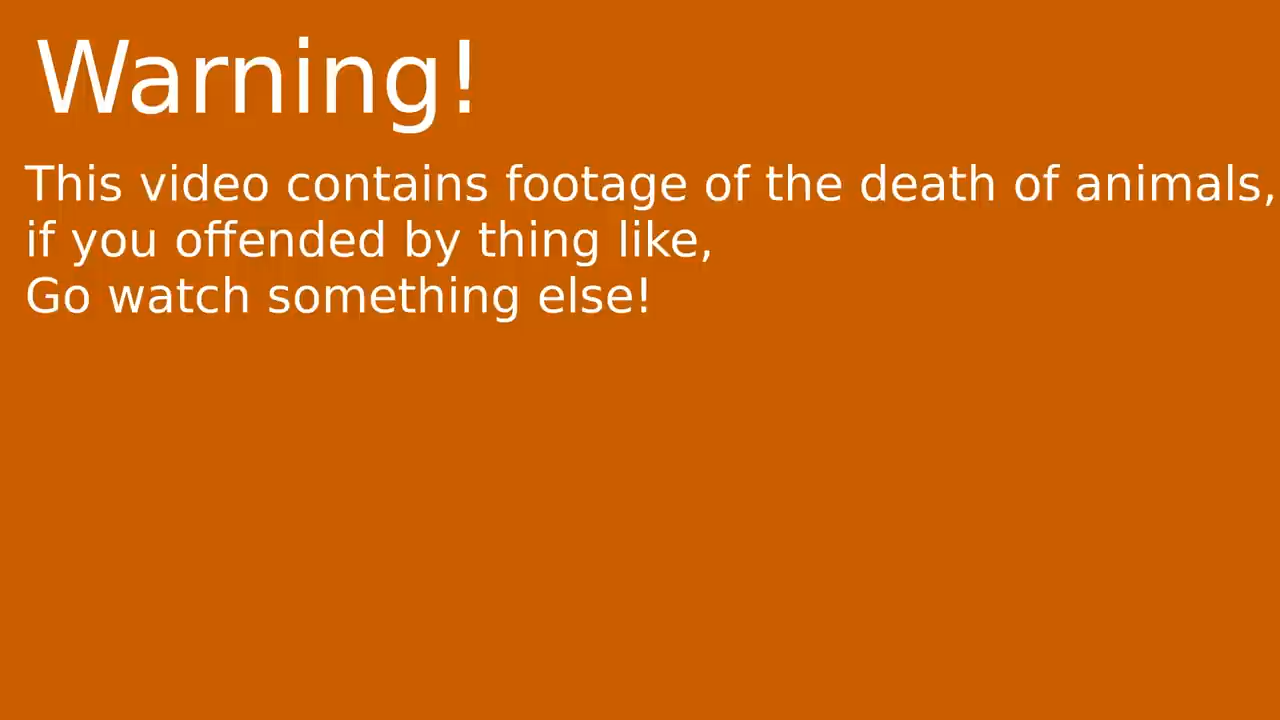 Warning!
This video contains footage of the death of animals,
if you offended by thing like,
Go watch something else!